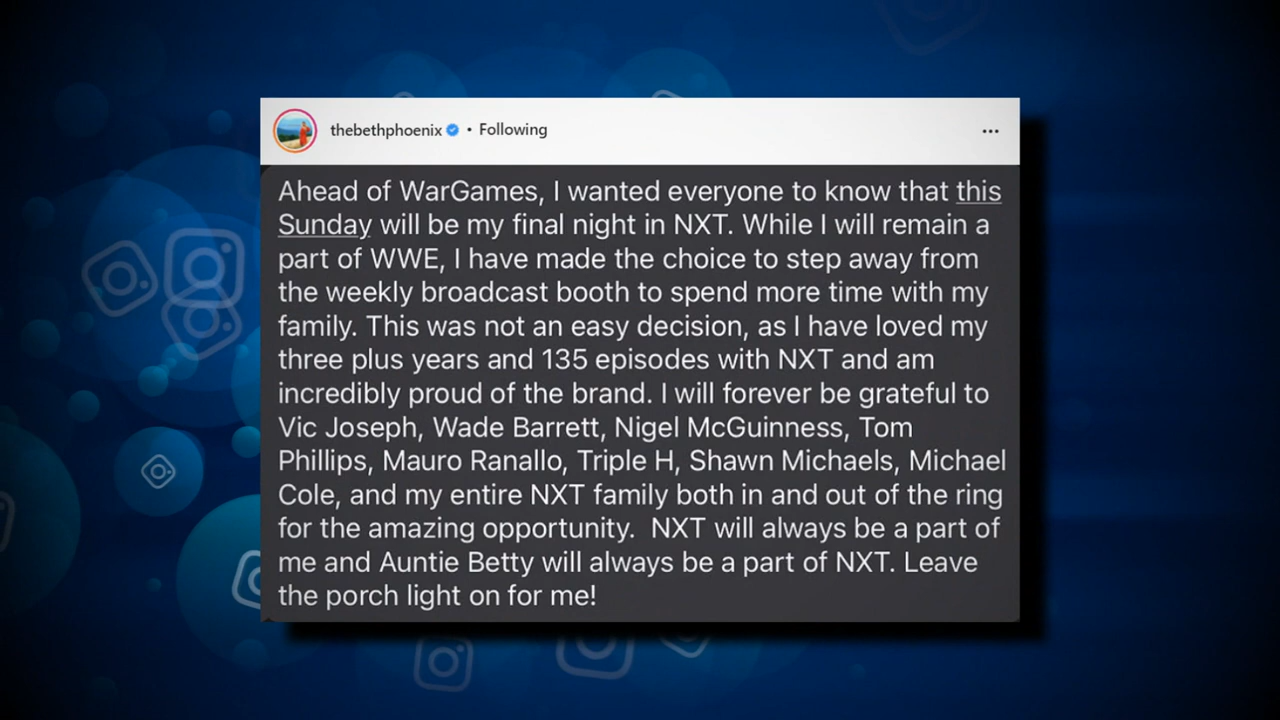 thebethphoenix • Following ...
Ahead of WarGames, I wanted everyone to know that this
Sunday will be my final night in NXT. While I will remain a
part of WWE, I have made the choice to step away from
the weekly broadcast booth to spend more time with my
family. This was not an easy decision, as I have loved my
three plus years and 135 episodes with NXT and am
incredibly proud of the brand. I will forever be grateful to
Vic Joseph, Wade Barrett, Nigel McGuinness, Tom
Phillips, Mauro Ranallo, Triple H, Shawn Michaels, Michael
Cole, and my entire NXT family both in and out of the ring
for the amazing opportunity.  NXT will always be a part of
me and Auntie Betty will always be a part of NXT. Leave
the porch light on for me!